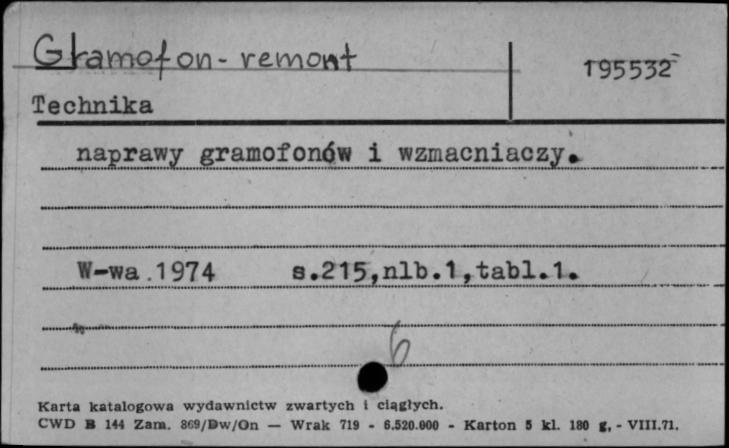 Gramofon - remont
195532
Technika
naprawy gramofonów i wzmacniaczy.
W-wa 1974 s.215,nlb.1,tabl.1.
6
Karta katalogowa wydawnictw zwartych i ciągłych.
CWD B 144 Zam. 869/Dw/On — Wrak 719 - 6.520.000 - Karton 5 kl. 180 g, - VIII.71.